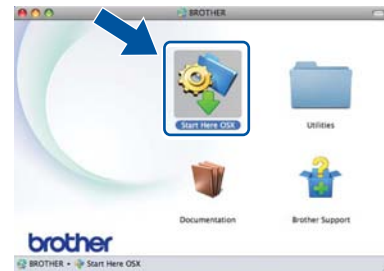 BROTHER
Start Here OSX
Utilities
Documentation
Brother Support
brother
BROTHER
Start Here OSX